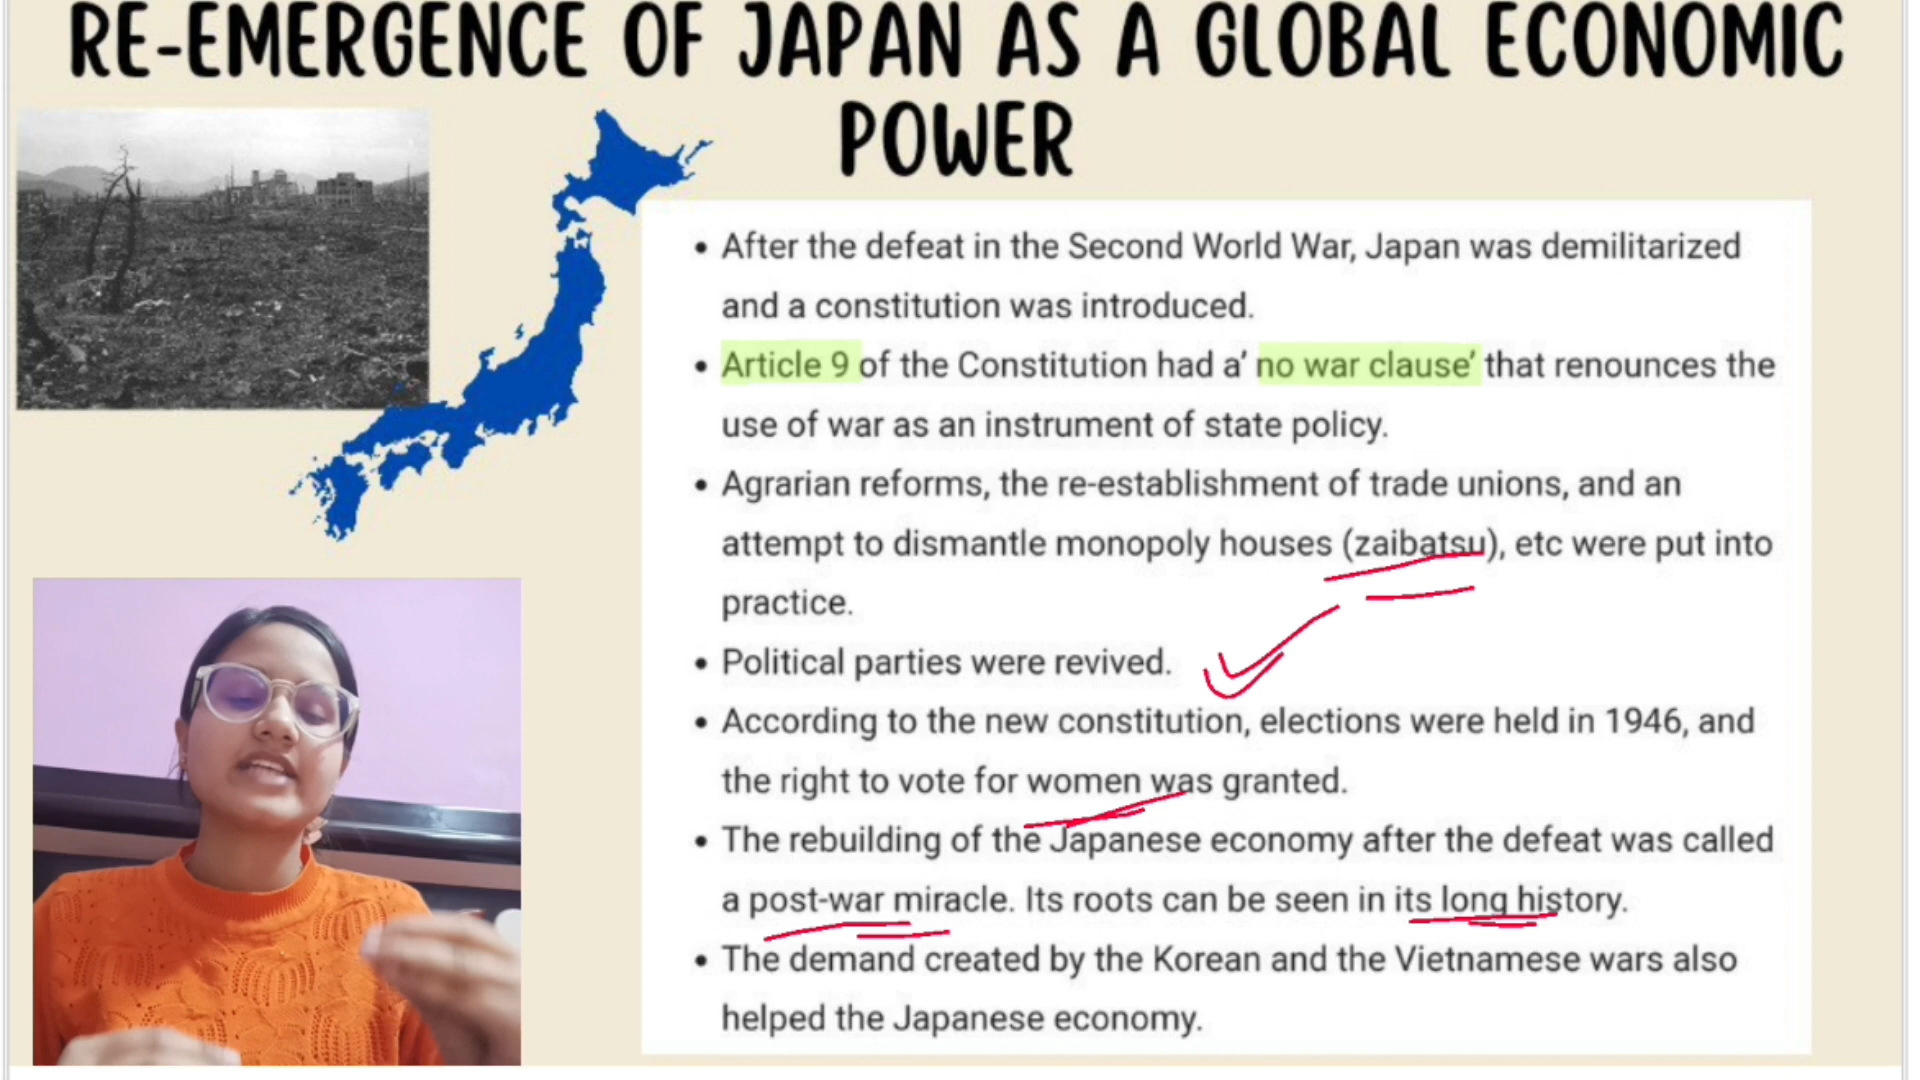 RE-EMERGENCE OF JAPAN AS A GLOBAL ECONOMIC
POWER
• After the defeat in the Second World War, Japan was demilitarized
and a constitution was introduced.
• Article 9 of the Constitution had a' no war clause' that renounces the
use of war as an instrument of state policy.
• Agrarian reforms, the re-establishment of trade unions, and an
attempt to dismantle monopoly houses (zaibatsu), etc were put into
practice.
• Political parties were revived.
• According to the new constitution, elections were held in 1946, and
the right to vote for women was granted.
• The rebuilding of the Japanese economy after the defeat was called
a post-war miracle. Its roots can be seen in its long history.
• The demand created by the Korean and the Vietnamese wars also
helped the Japanese economy.